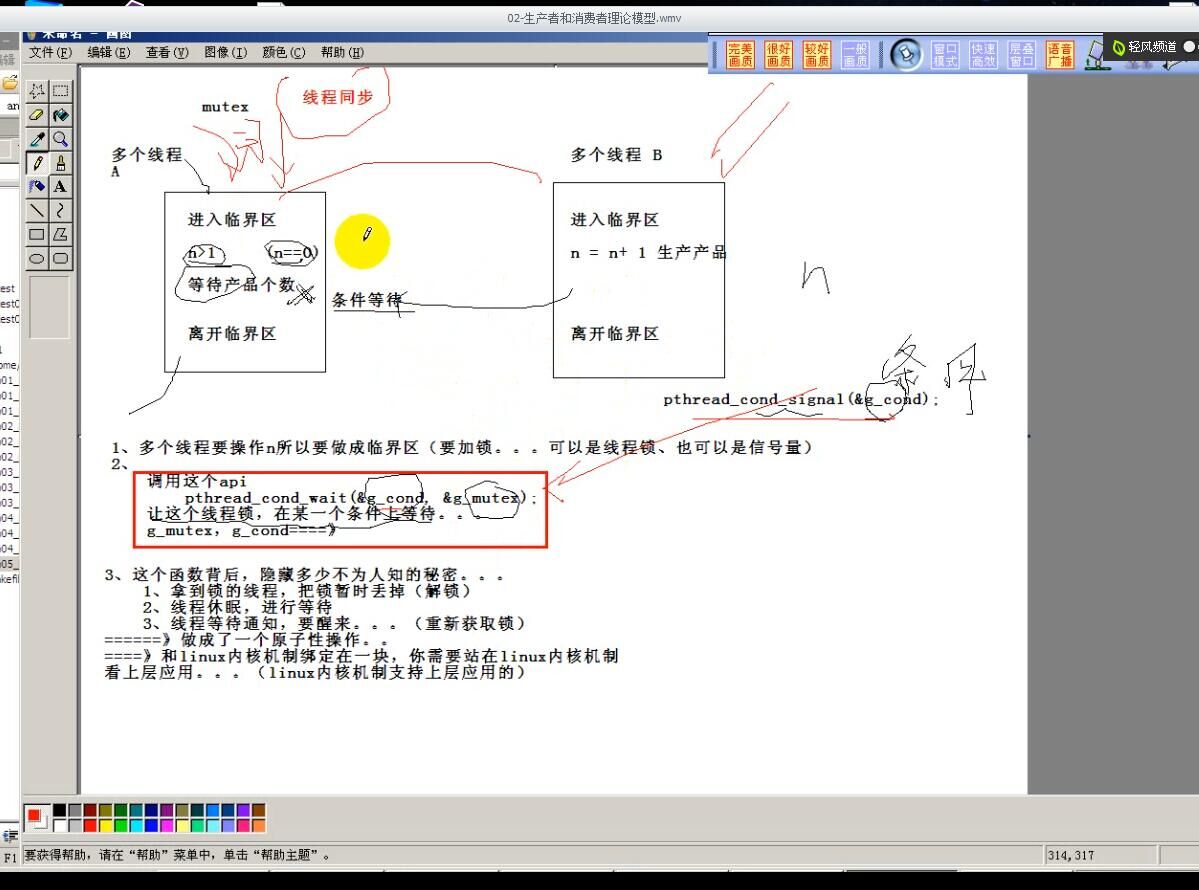 02-生产者和消费者理论模型.wmv
未命名 - 画图
文件(F) 编辑(E) 查看(V) 图像(I) 颜色(C) 帮助(H)
完美画质 很好画质 较好画质 一般画质 窗口模式 快速高效 层叠窗口 语音广播
轻风频道
mutex
线程同步
多个线程
A
多个线程 B
进入临界区
n>1 (n==0)
等待产品个数
条件等待
离开临界区
进入临界区
n = n+ 1 生产产品
离开临界区
n
条件
pthread_cond_signal(&g_cond);
1、多个线程要操作n所以要做成临界区（要加锁。。。可以是线程锁、也可以是信号量）
2、
调用这个api
pthread_cond_wait(&g_cond, &g_mutex);
让这个线程锁，在某一个条件上等待。。。
g_mutex，g_cond====》
3、这个函数背后，隐藏多少不为人知的秘密。。。
1、拿到锁的线程，把锁暂时丢掉（解锁）
2、线程休眠，进行等待
3、线程等待通知，要醒来。。。（重新获取锁）
======》做成了一个原子性操作。。
====》和linux内核机制绑定在一块，你需要站在linux内核机制
看上层应用。。。（linux内核机制支持上层应用的）
F1
要获得帮助，请在“帮助”菜单中，单击“帮助主题”。
314,317